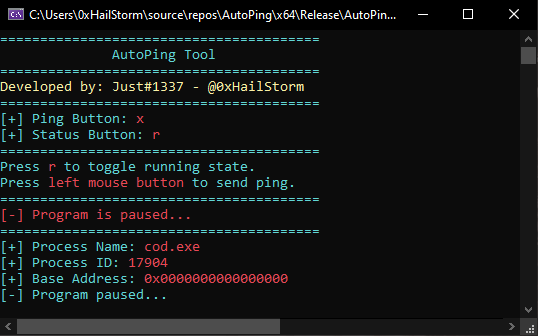 C:\Users\0xHailStorm\source\repos\AutoPing\x64\Release\AutoPin...
========================================
AutoPing Tool
========================================
Developed by: Just#1337 - @0xHailStorm
========================================
[+] Ping Button: x
[+] Status Button: r
========================================
Press r to toggle running state.
Press left mouse button to send ping.
========================================
[-] Program is paused...
========================================
[+] Process Name: cod.exe
[+] Process ID: 17904
[+] Base Address: 0x0000000000000000
[-] Program paused...